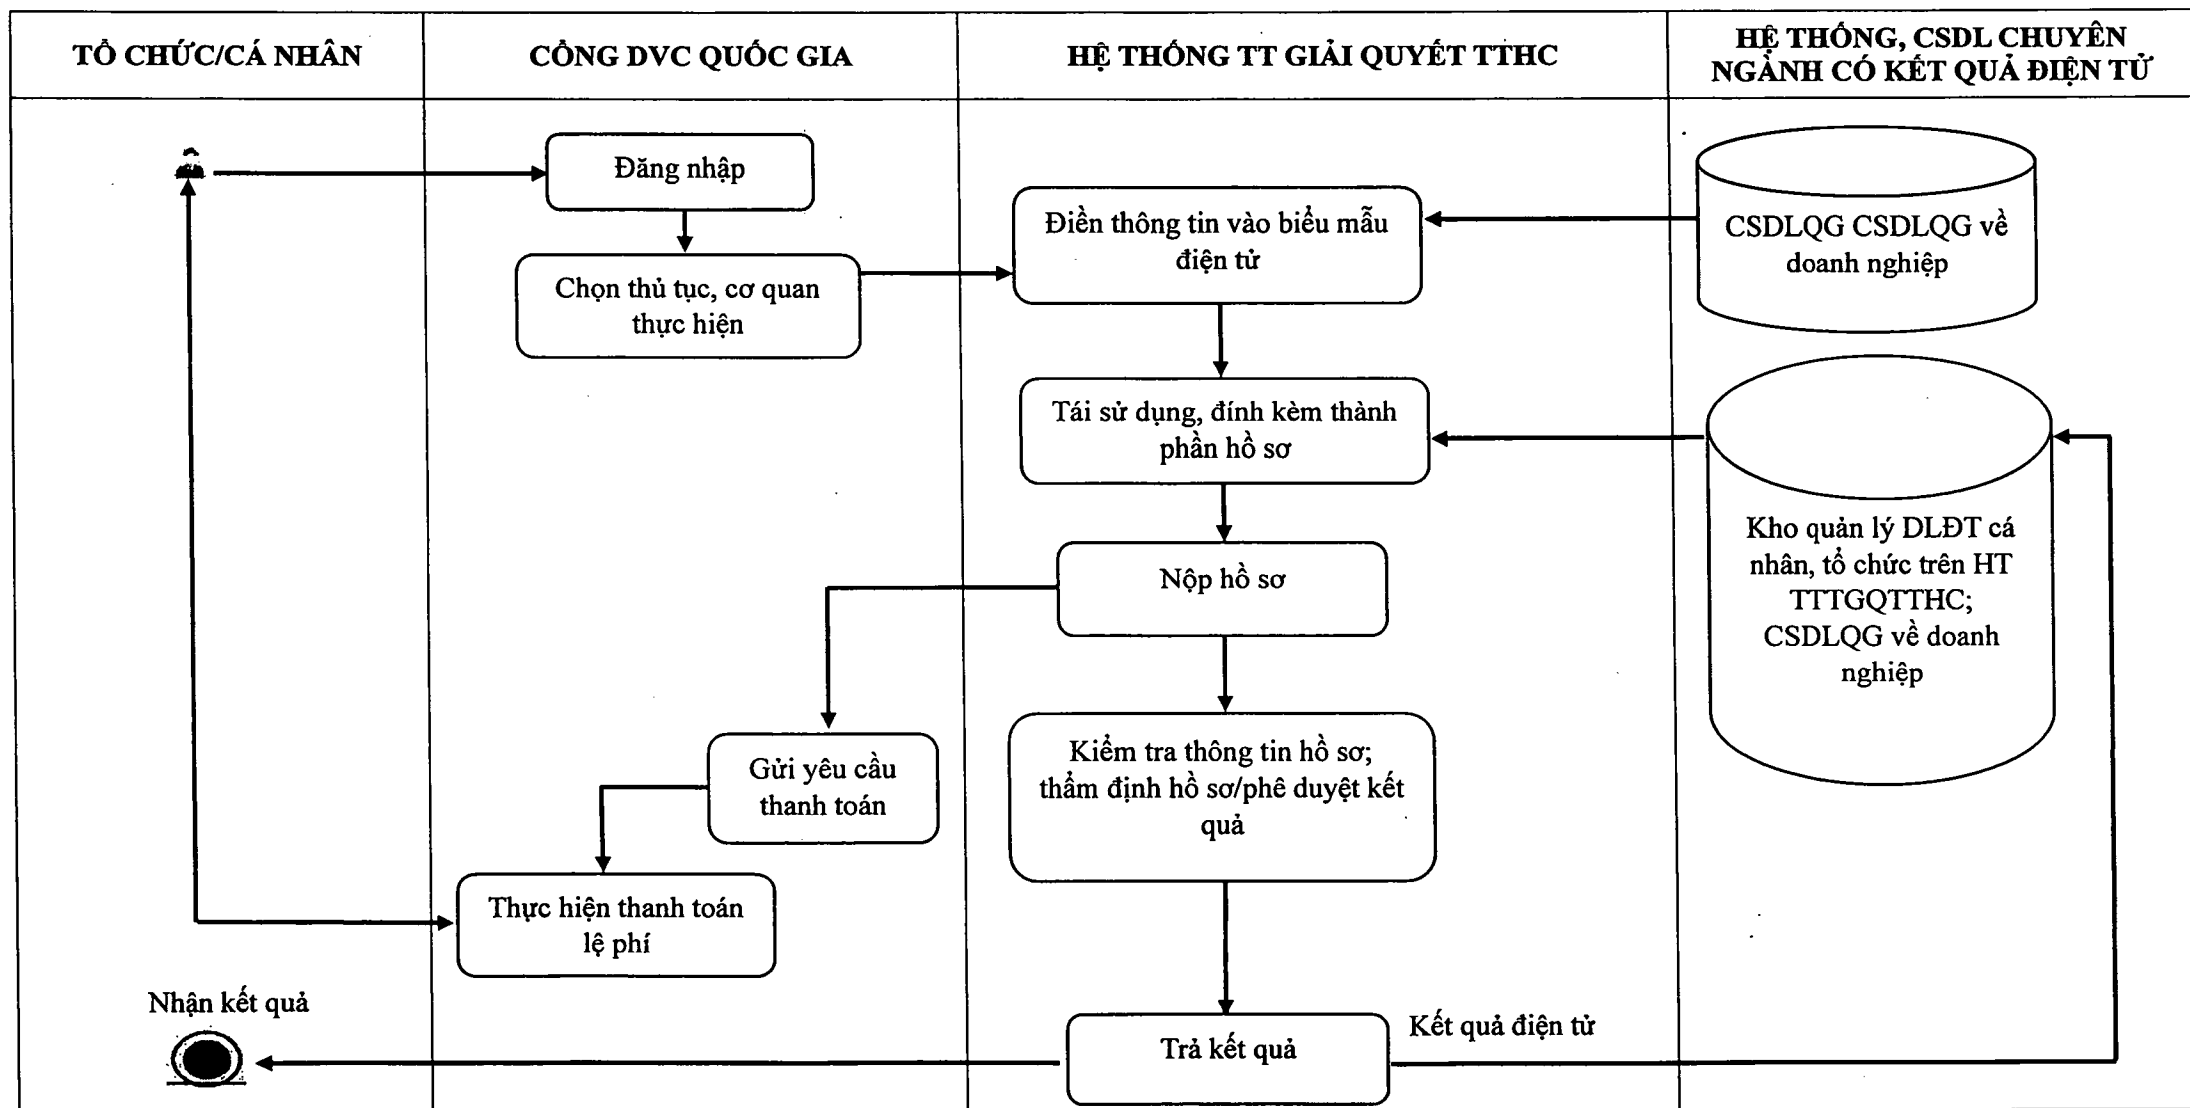 TỔ CHỨC/CÁ NHÂN
CỔNG DVC QUỐC GIA
HỆ THỐNG TT GIẢI QUYẾT TTHC
HỆ THỐNG, CSDL CHUYÊN
NGÀNH CÓ KẾT QUẢ ĐIỆN TỬ
Đăng nhập
Chọn thủ tục, cơ quan
thực hiện
Điền thông tin vào biểu mẫu
điện tử
CSDLQG CSDLQG về
doanh nghiệp
Tái sử dụng, đính kèm thành
phần hồ sơ
Kho quản lý DLĐT cá
nhân, tổ chức trên HT
TTTGQTTHC;
CSDLQG về doanh
nghiệp
Nộp hồ sơ
Gửi yêu cầu
thanh toán
Kiểm tra thông tin hồ sơ;
thẩm định hồ sơ/phê duyệt kết
quả
Thực hiện thanh toán
lệ phí
Nhận kết quả
Trả kết quả
Kết quả điện tử